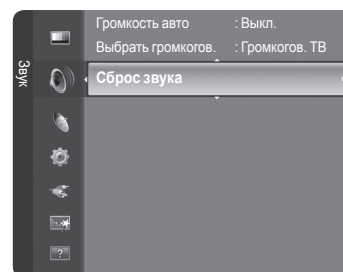 Звук
Громкость авто : Выкл.
Выбрать громкогов. : Громкогов. ТВ
Сброс звука
?